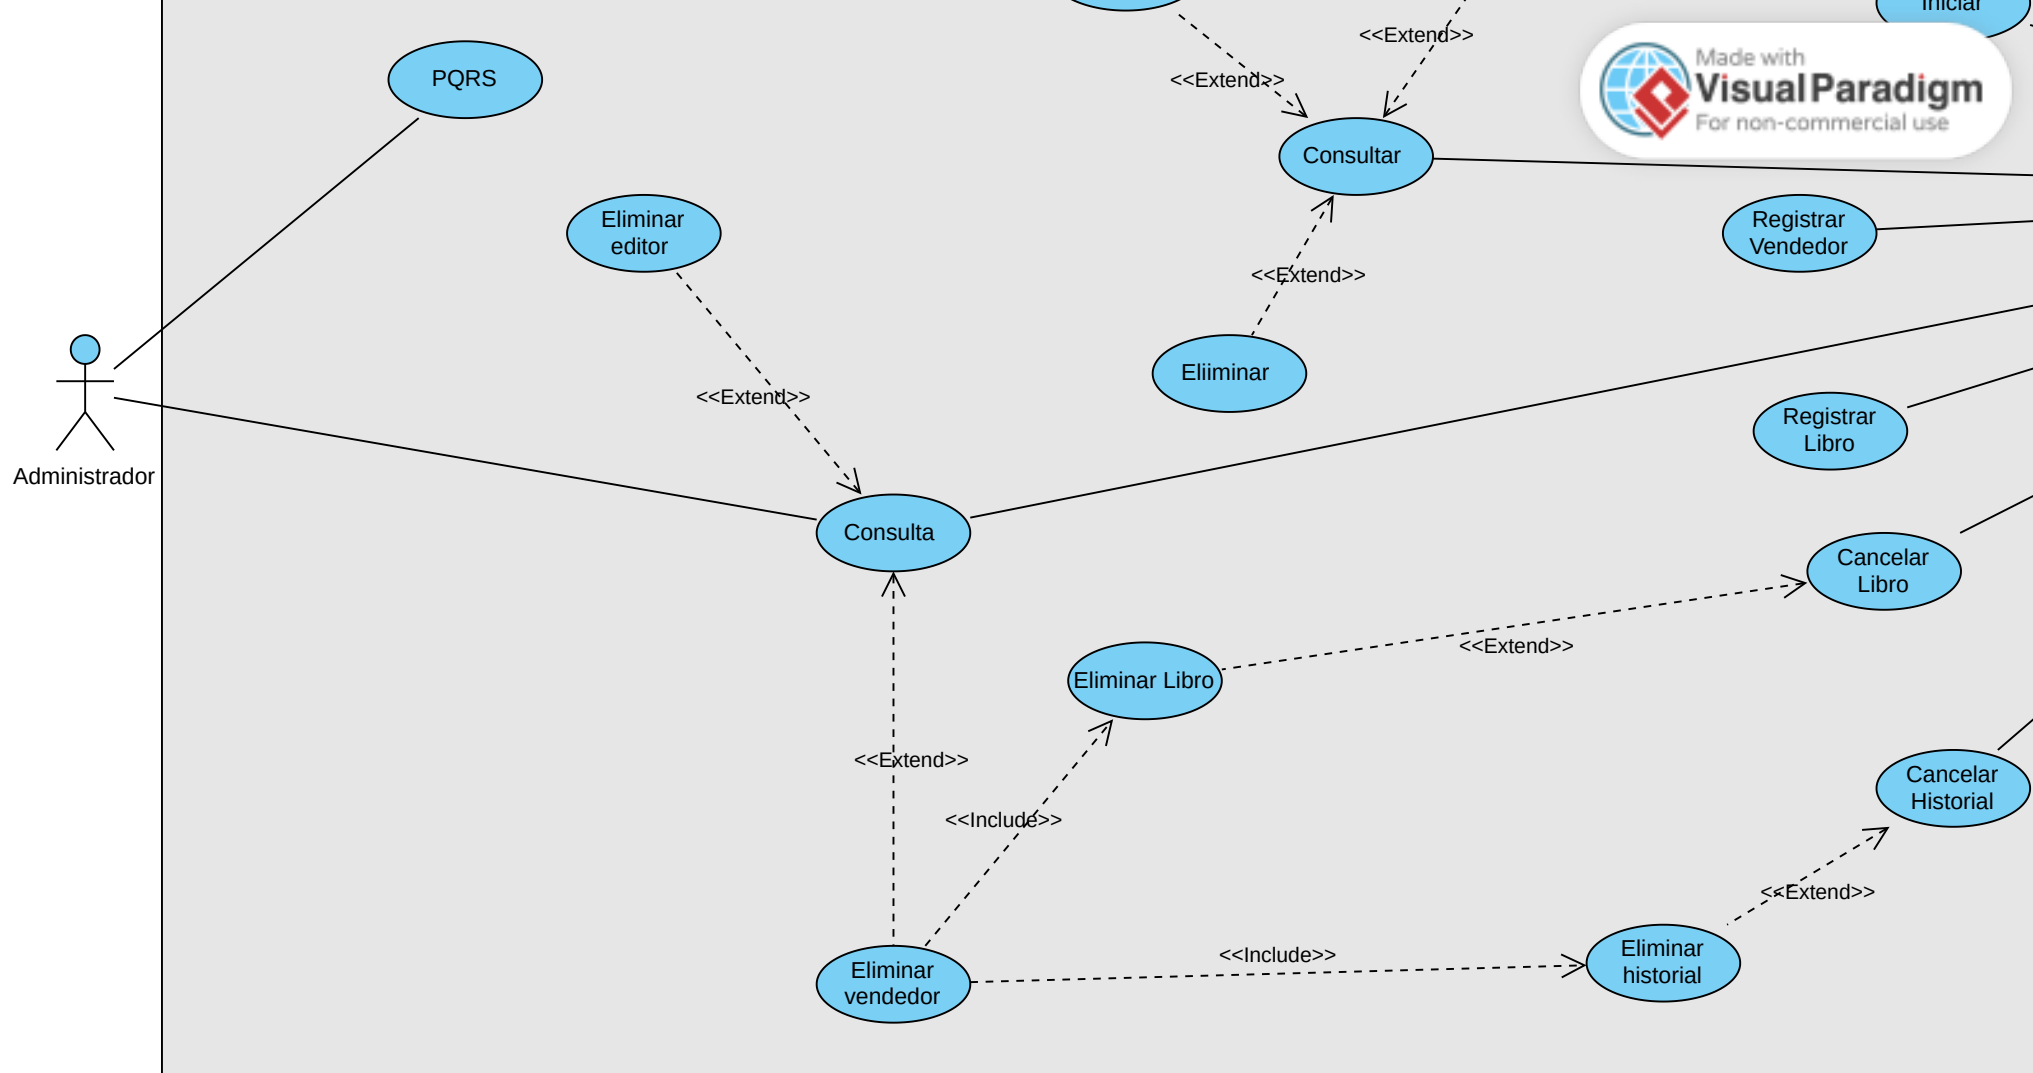 Iniciar
<<Extend>>
Made with
Visual Paradigm
For non-commercial use
PQRS
<<Extend>>
Consultar
Eliminar
editor
Registrar
Vendedor
<<Extend>>
Eliiminar
<<Extend>>
Registrar
Libro
Administrador
Consulta
Cancelar
Libro
<<Extend>>
Eliminar Libro
<<Extend>>
Cancelar
Historial
<<Include>>
<<Extend>>
<<Include>>
Eliminar
historial
Eliminar
vendedor